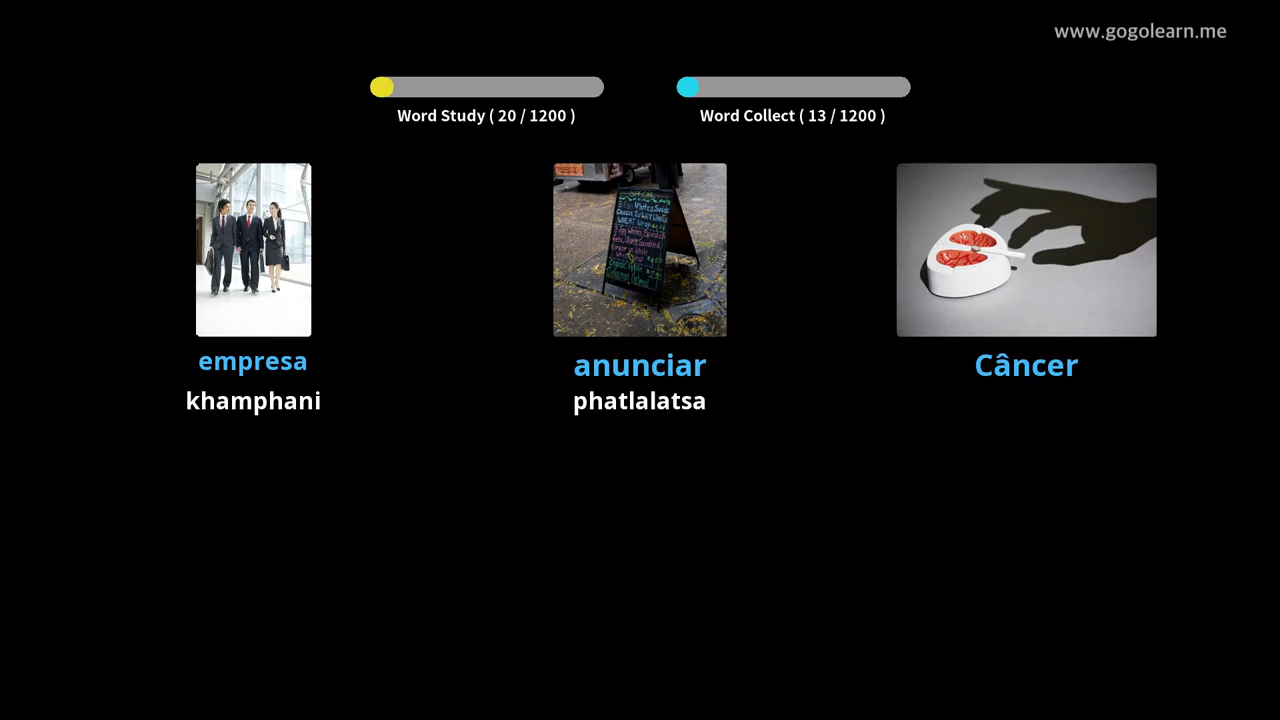 www.gogolearn.me
Word Study ( 20 / 1200 )
Word Collect ( 13 / 1200 )
empresa
khamphani
anunciar
phatlalatsa
Câncer